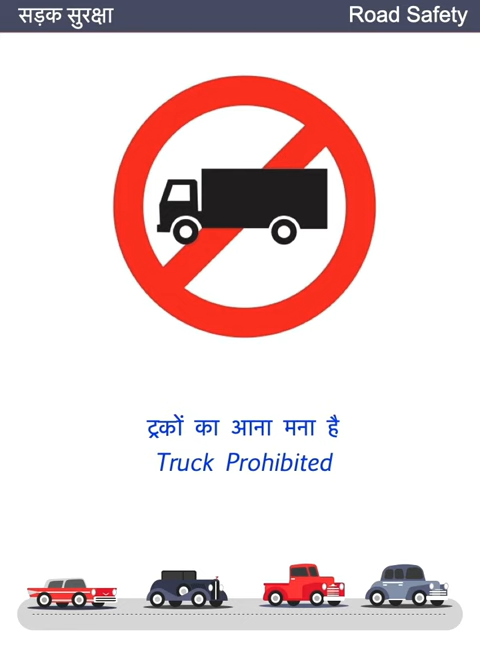 सड़क सुरक्षा
Road Safety
ट्रकों का आना मना है
Truck Prohibited